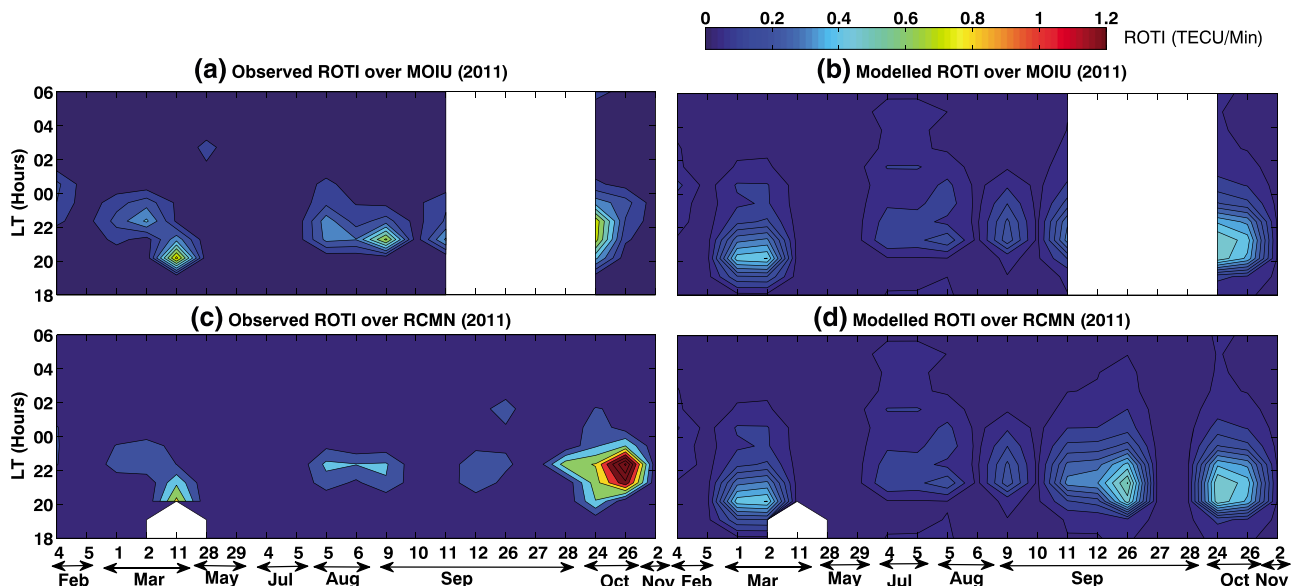 0 0.2 0.4 0.6 0.8 1 1.2
ROTI (TECU/Min)
(a) Observed ROTI over MOIU (2011)
(b) Modelled ROTI over MOIU (2011)
06
04
02
00
22
20
18
LT (Hours)
(c) Observed ROTI over RCMN (2011)
(d) Modelled ROTI over RCMN (2011)
06
04
02
00
22
20
18
LT (Hours)
4 5 1 2 11 28 29 4 5 5 6 9 10 11 12 26 27 28 24 26 2 4 5 1 2 11 28 29 4 5 5 6 9 10 11 12 26 27 28 24 26 2
Feb Mar May Jul Aug Sep Oct Nov Feb Mar May Jul Aug Sep Oct Nov